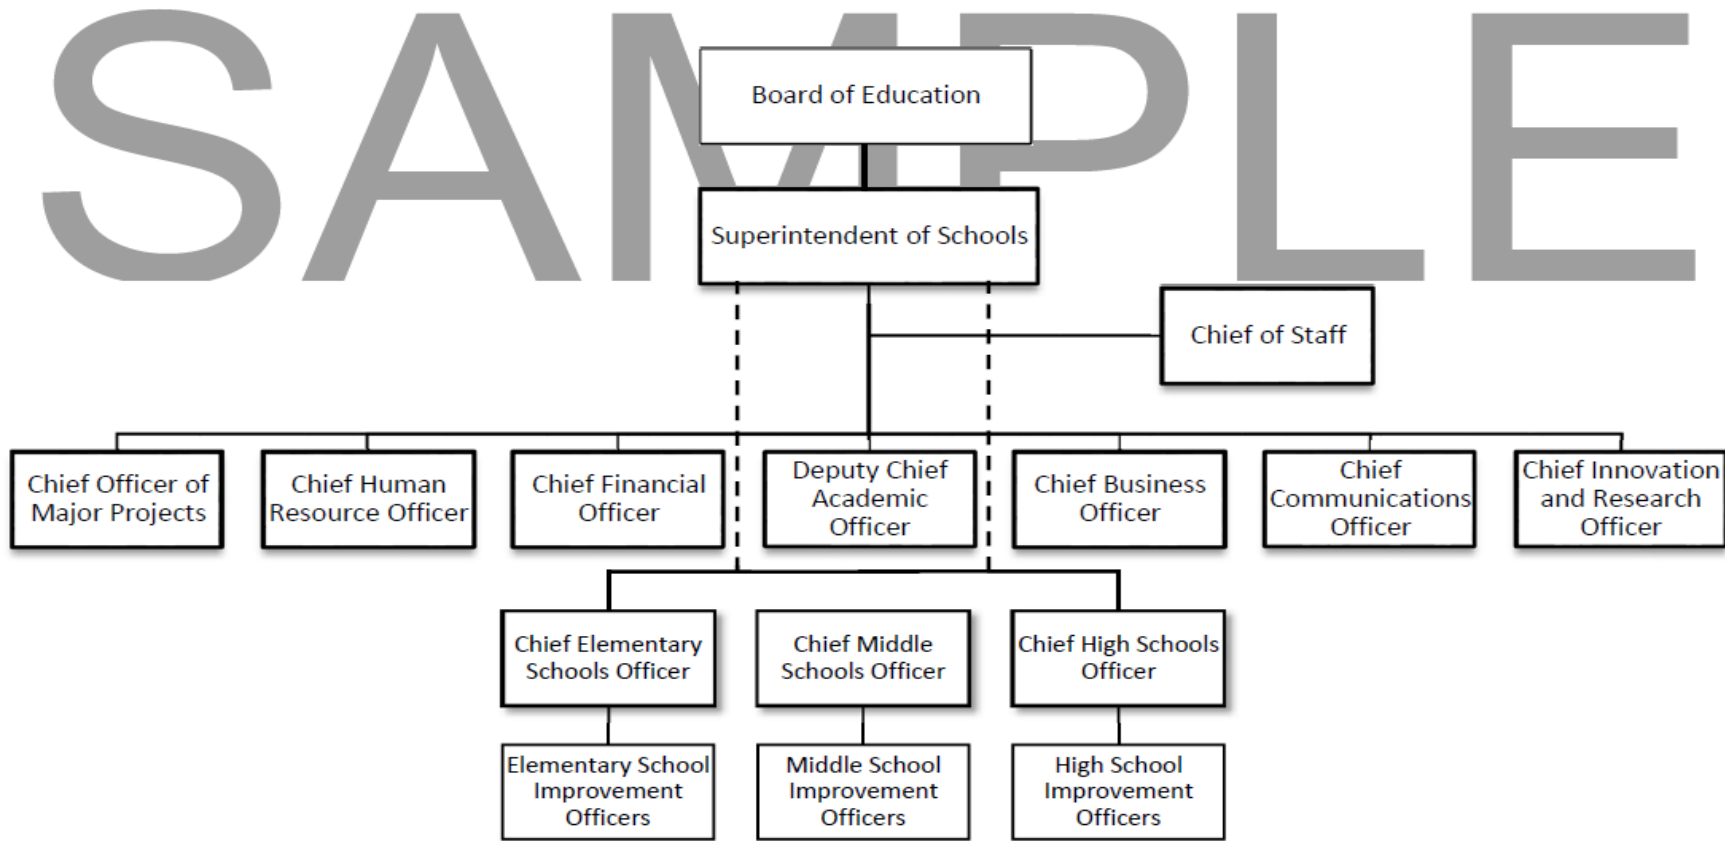 SAMPLE
Board of Education
Superintendent of Schools
Chief of Staff
Chief Officer of
Major Projects
Chief Human
Resource Officer
Chief Financial
Officer
Deputy Chief
Academic
Officer
Chief Business
Officer
Chief
Communications
Officer
Chief Innovation
and Research
Officer
Chief Elementary
Schools Officer
Chief Middle
Schools Officer
Chief High Schools
Officer
Elementary School
Improvement
Officers
Middle School
Improvement
Officers
High School
Improvement
Officers